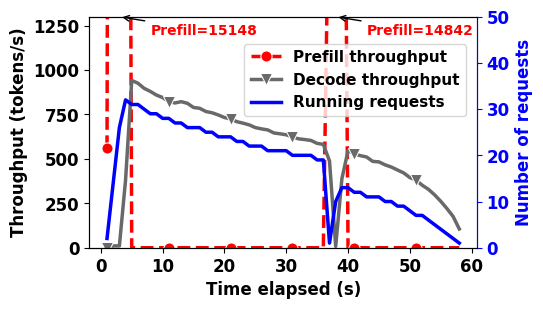 Prefill=15148
Prefill=14842
Prefill throughput
Decode throughput
Running requests
Throughput (tokens/s)
1250
1000
750
500
250
0
50
40
30
20
10
0
Number of requests
0
10
20
30
40
50
60
Time elapsed (s)